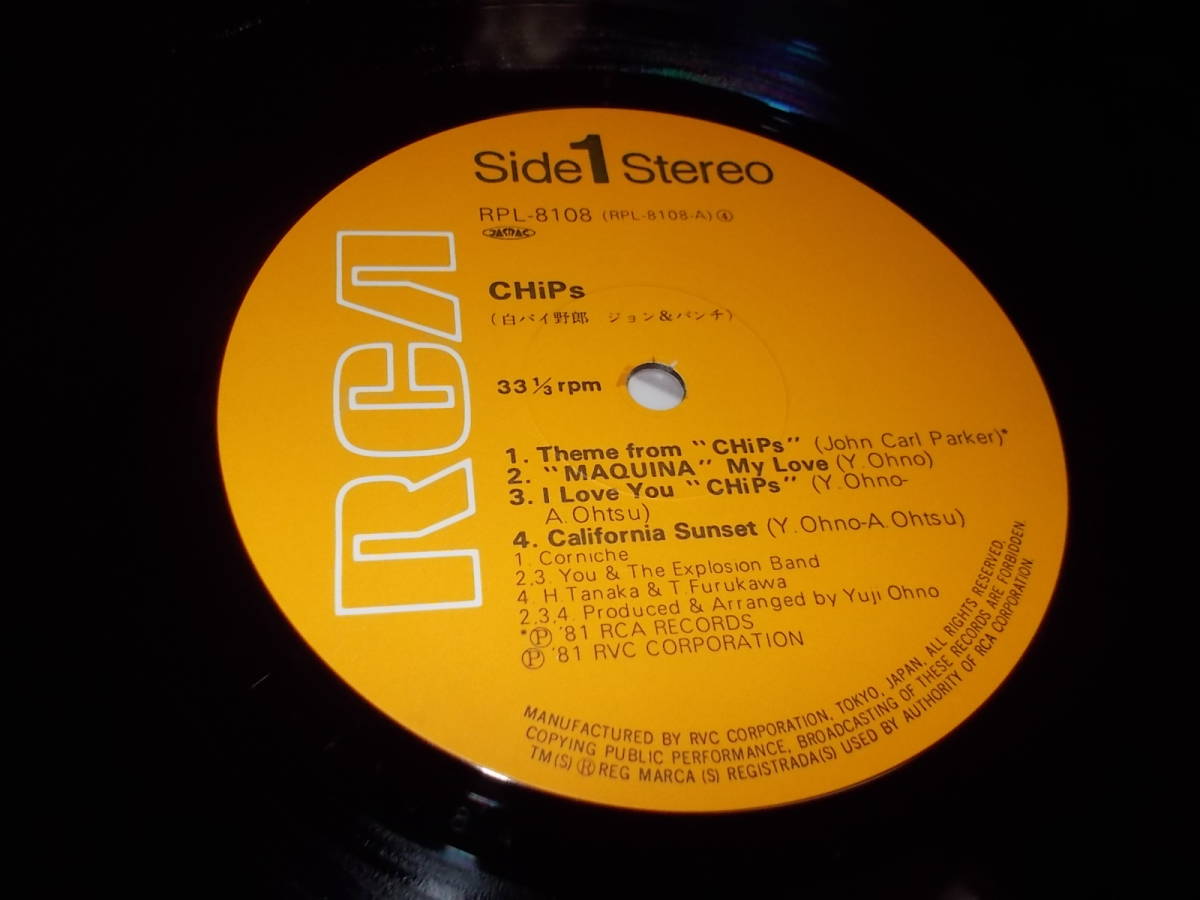 RCA
Side 1 Stereo
RPL-8108 (RPL-8108-A) ④
JASRAC
CHiPs
(白バイ野郎 ジョン&パンチ)
33 1/3 rpm
1. Theme from "CHiPs" (John Carl Parker)*
2. "MAQUINA" My Love (Y. Ohno)
3. I Love You "CHiPs" (Y. Ohno-
A. Ohtsu)
4. California Sunset (Y. Ohno-A. Ohtsu)
1. Corniche
2,3. You & The Explosion Band
4. H. Tanaka & T. Furukawa
2.3.4. Produced & Arranged by Yuji Ohno
*Ⓟ '81 RCA RECORDS
Ⓟ '81 RVC CORPORATION
MANUFACTURED BY RVC CORPORATION, TOKYO, JAPAN, ALL RIGHTS RESERVED,
COPYING PUBLIC PERFORMANCE, BROADCASTING OF THESE RECORDS ARE FORBIDDEN.
TM(S) ® REG MARCA (S) REGISTRADA(S) USED BY AUTHORITY OF RCA CORPORATION.